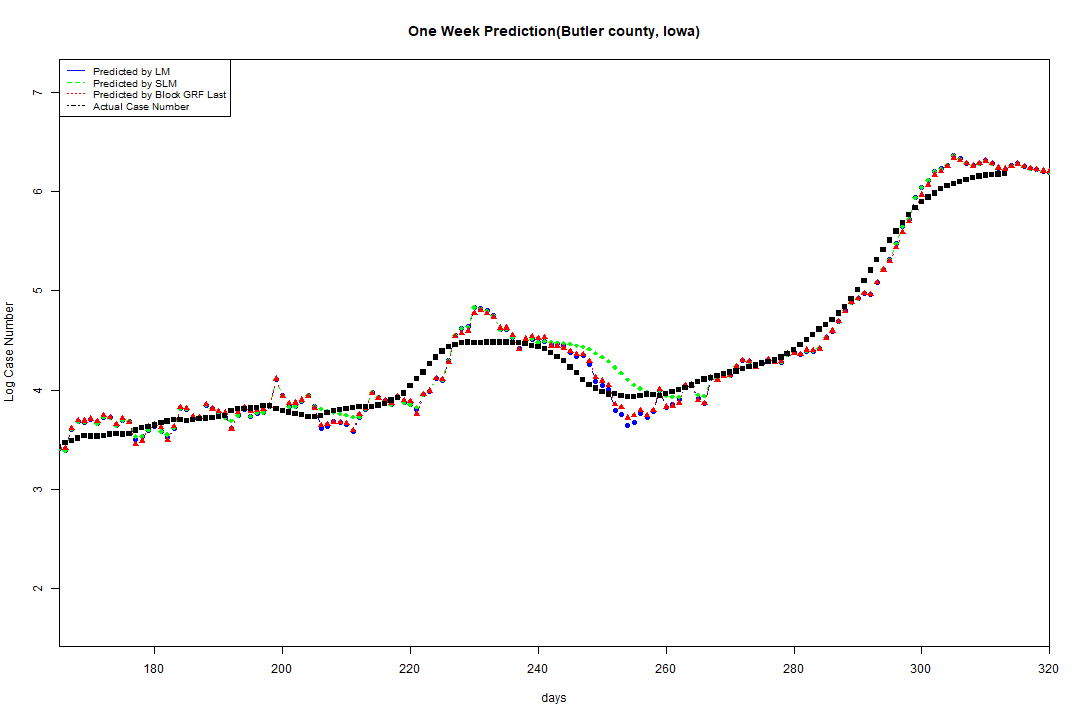 One Week Prediction(Butler county, Iowa)
Predicted by LM
Predicted by SLM
Predicted by Block GRF Last
Actual Case Number
7
6
5
4
3
2
Log Case Number
180 200 220 240 260 280 300 320
days